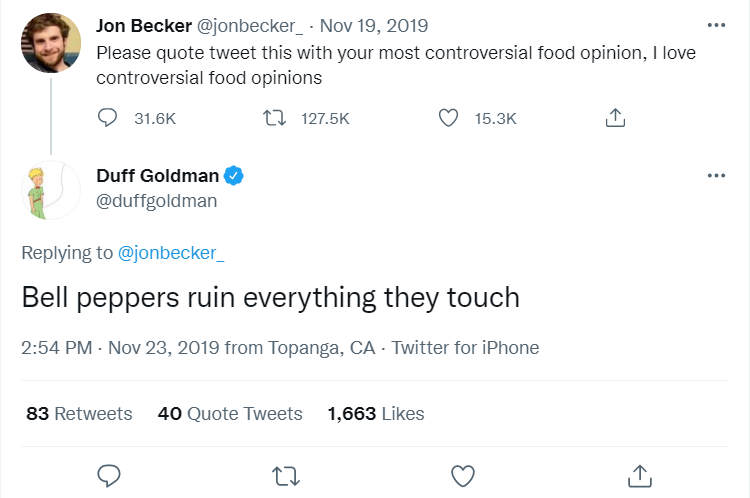 Jon Becker @jonbecker_ · Nov 19, 2019
Please quote tweet this with your most controversial food opinion, I love
controversial food opinions
31.6K 127.5K 15.3K
Duff Goldman
@duffgoldman
Replying to @jonbecker_
Bell peppers ruin everything they touch
2:54 PM · Nov 23, 2019 from Topanga, CA · Twitter for iPhone
83 Retweets 40 Quote Tweets 1,663 Likes